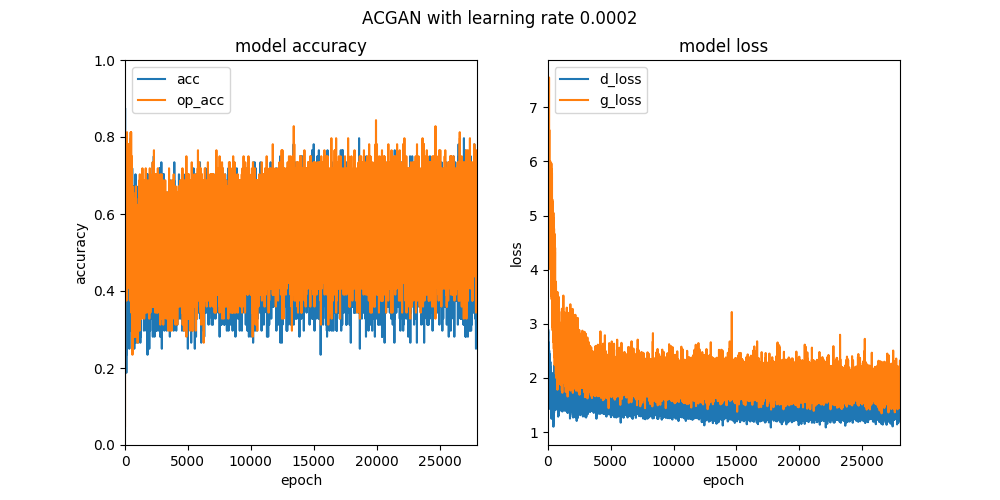 ACGAN with learning rate 0.0002
model accuracy
acc
op_acc
1.0
0.8
0.6
0.4
0.2
0.0
accuracy
0
5000
10000
15000
20000
25000
epoch
model loss
d_loss
g_loss
7
6
5
4
3
2
1
loss
0
5000
10000
15000
20000
25000
epoch